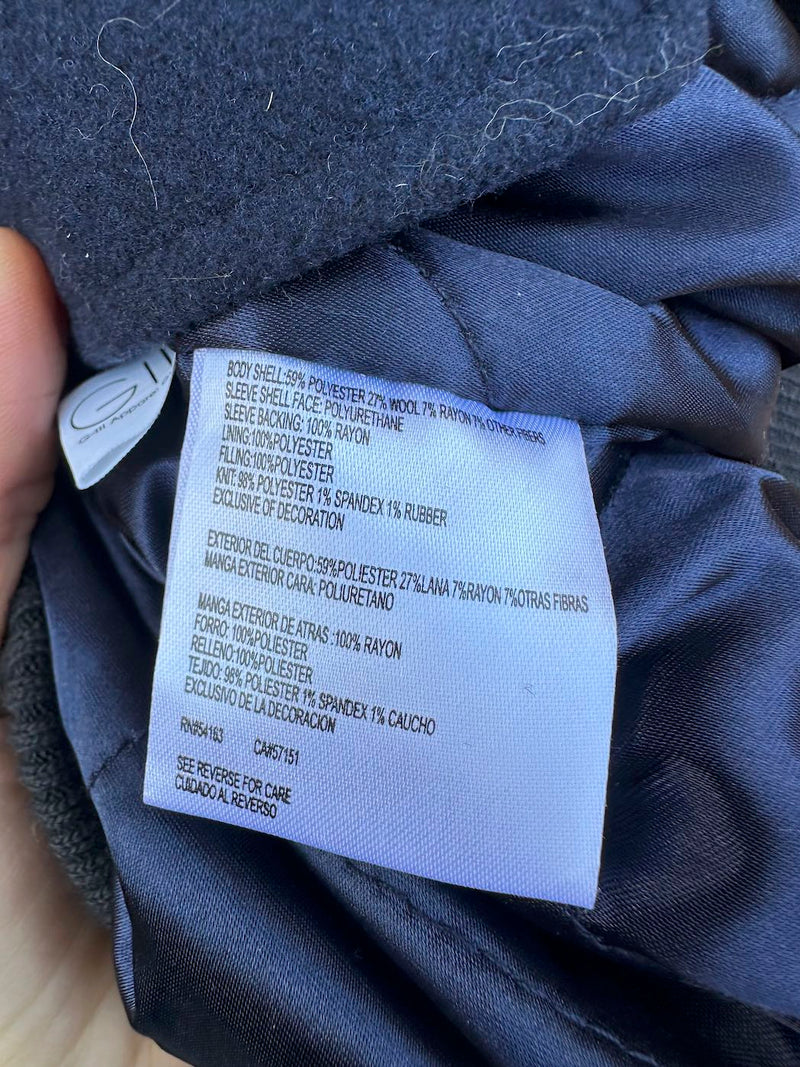 G-III Apparel
BODY SHELL:59% POLYESTER 27% WOOL 7% RAYON 7% OTHER FIBERS
SLEEVE SHELL FACE: POLYURETHANE
SLEEVE BACKING: 100% RAYON
LINING:100%POLYESTER
FILLING:100%POLYESTER
KNIT: 98% POLYESTER 1% SPANDEX 1% RUBBER
EXCLUSIVE OF DECORATION
EXTERIOR DEL CUERPO:59%POLIESTER 27%LANA 7%RAYON 7%OTRAS FIBRAS
MANGA EXTERIOR CARA: POLIURETANO
MANGA EXTERIOR DE ATRAS :100% RAYON
FORRO: 100%POLIESTER
RELLENO:100%POLIESTER
TEJIDO: 98% POLIESTER 1% SPANDEX 1% CAUCHO
EXCLUSIVO DE LA DECORACION
RN#54163 CA#57151
SEE REVERSE FOR CARE
CUIDADO AL REVERSO